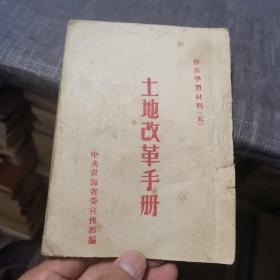 幹部學習材料（五）
土地改革手册
中共青海省委宣傳部編